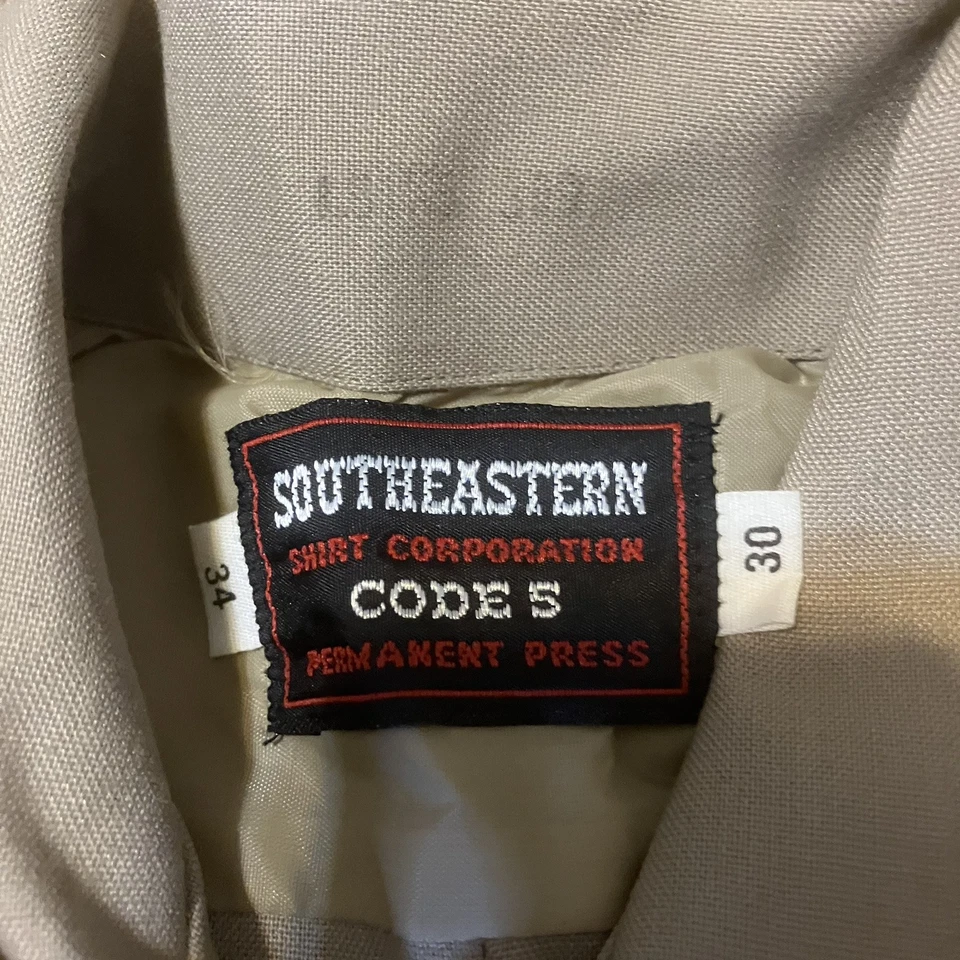 SOUTHEASTERN
SHIRT CORPORATION
CODE 5
PERMANENT PRESS
34
30